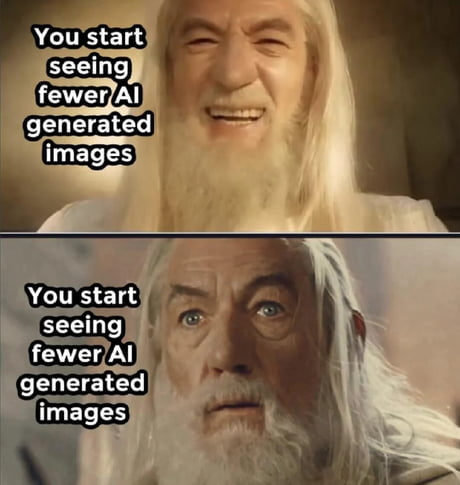 You start
seeing
fewer AI
generated
images
You start
seeing
fewer AI
generated
images